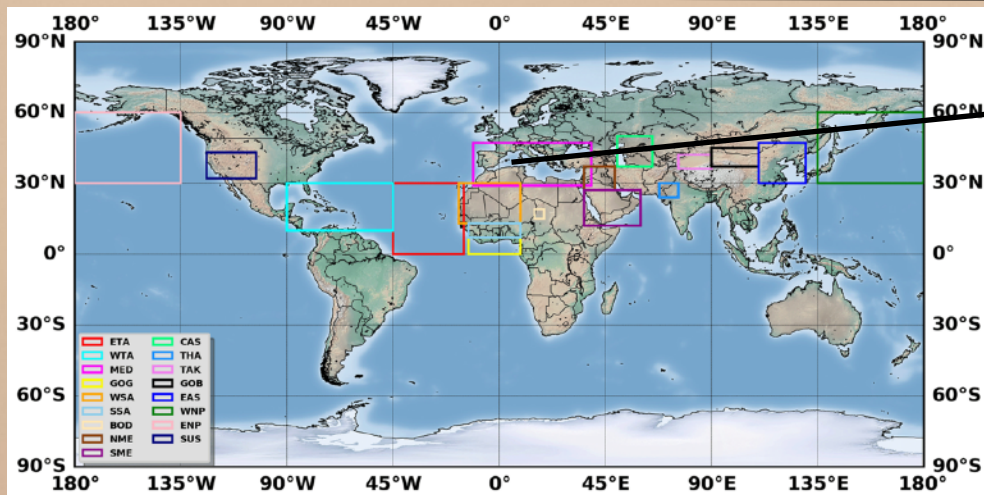 180° 135°W 90°W 45°W 0° 45°E 90°E 135°E 180°
90°N 90°N
60°N 60°N
30°N 30°N
0° 0°
30°S 30°S
60°S 60°S
90°S 90°S
ETA CAS
WTA THA
MED TAK
GOG GOB
WSA EAS
SSA WNP
BOD ENP
NME SUS
SME
180° 135°W 90°W 45°W 0° 45°E 90°E 135°E 180°